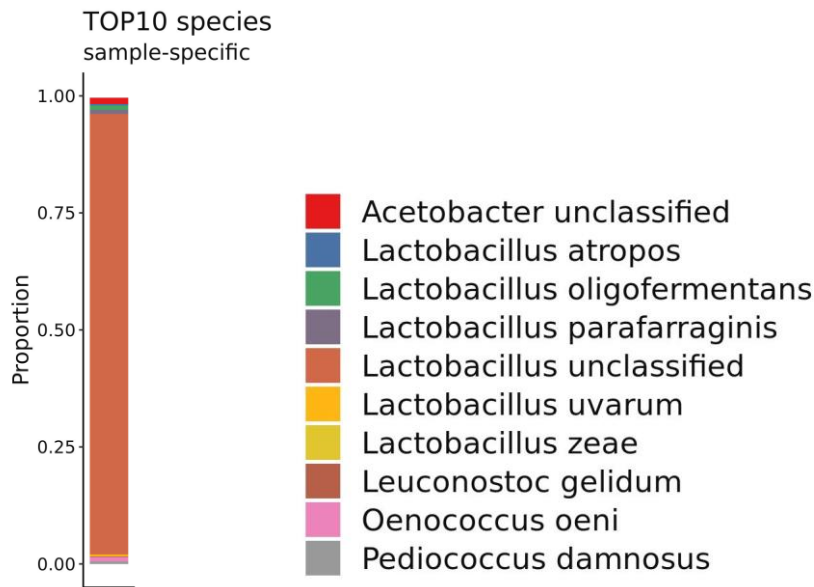 TOP10 species
sample-specific
1.00
0.75
0.50
0.25
0.00
Proportion
Acetobacter unclassified
Lactobacillus atropos
Lactobacillus oligofermentans
Lactobacillus parafarraginis
Lactobacillus unclassified
Lactobacillus uvarum
Lactobacillus zeae
Leuconostoc gelidum
Oenococcus oeni
Pediococcus damnosus